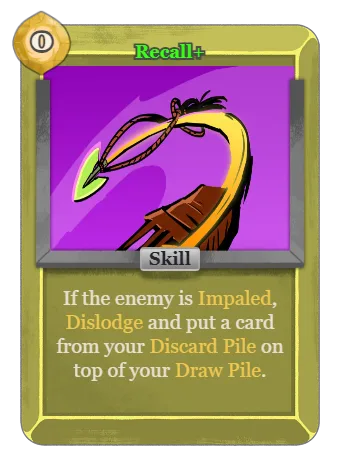 0
Recall+
Skill
If the enemy is Impaled,
Dislodge and put a card
from your Discard Pile on
top of your Draw Pile.